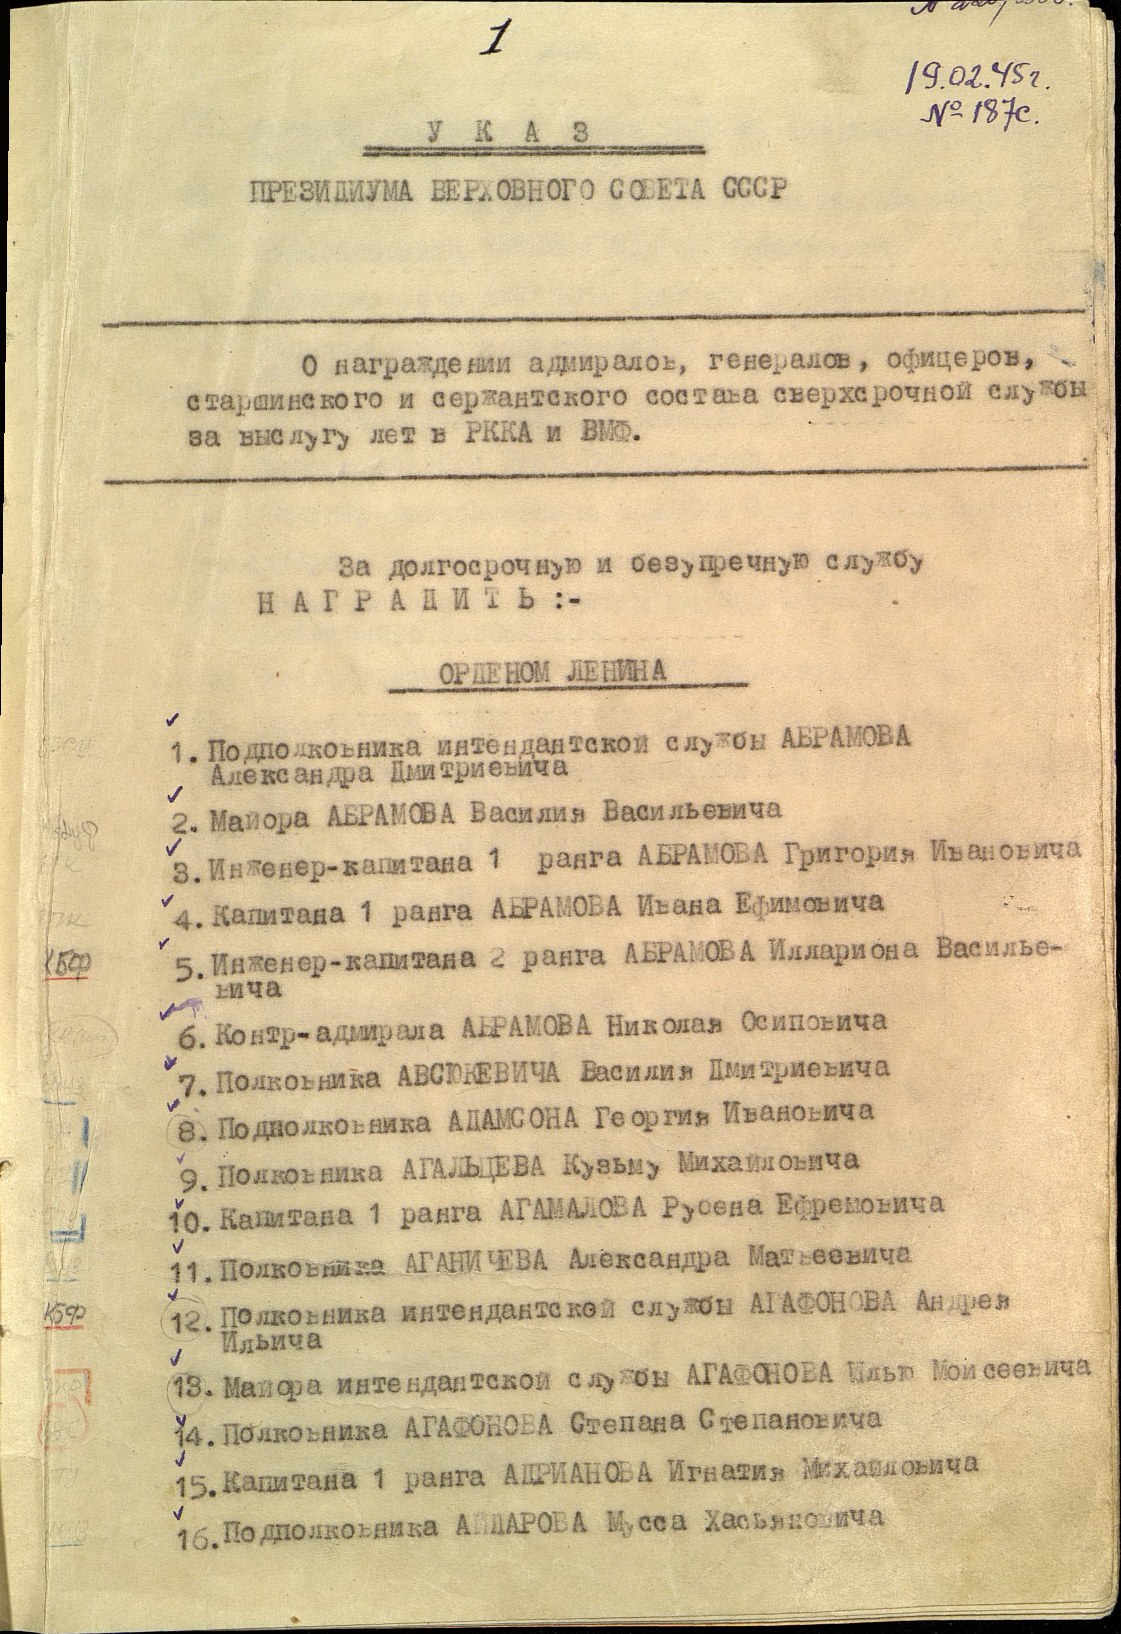 1
19.02.45г.
№ 187с.
У К А З
ПРЕЗИДИУМА ВЕРХОВНОГО СОВЕТА СССР
О награждении адмиралов, генералов, офицеров,
старшинского и сержантского состава сверхсрочной службы
за выслугу лет в РККА и ВМФ.
За долгосрочную и безупречную службу
Н А Г Р А Д И Т Ь :-
ОРДЕНОМ ЛЕНИНА
1. Подполковника интендантской службы АБРАМОВА
Александра Дмитриевича
2. Майора АБРАМОВА Василия Васильевича
3. Инженер-капитана 1 ранга АБРАМОВА Григория Ивановича
4. Капитана 1 ранга АБРАМОВА Ивана Ефимовича
КБФ
5. Инженер-капитана 2 ранга АБРАМОВА Иллариона Василье-
вича
6. Контр-адмирала АБРАМОВА Николая Осиповича
7. Полковника АВСЮКЕВИЧА Василия Дмитриевича
8. Подполковника АДАМСОНА Георгия Ивановича
9. Полковника АГАЛЬЦЕВА Кузьму Михайловича
10. Капитана 1 ранга АГАМАЛОВА Рубена Ефремовича
11. Полковника АГАНИЧЕВА Александра Матвеевича
КБФ
12. Полковника интендантской службы АГАФОНОВА Андрея
Ильича
13. Майора интендантской службы АГАФОНОВА Илью Моисеевича
14. Полковника АГАФОНОВА Степана Степановича
15. Капитана 1 ранга АДРИАНОВА Игнатия Михайловича
16. Подполковника АЙДАРОВА Мусса Хасьяновича